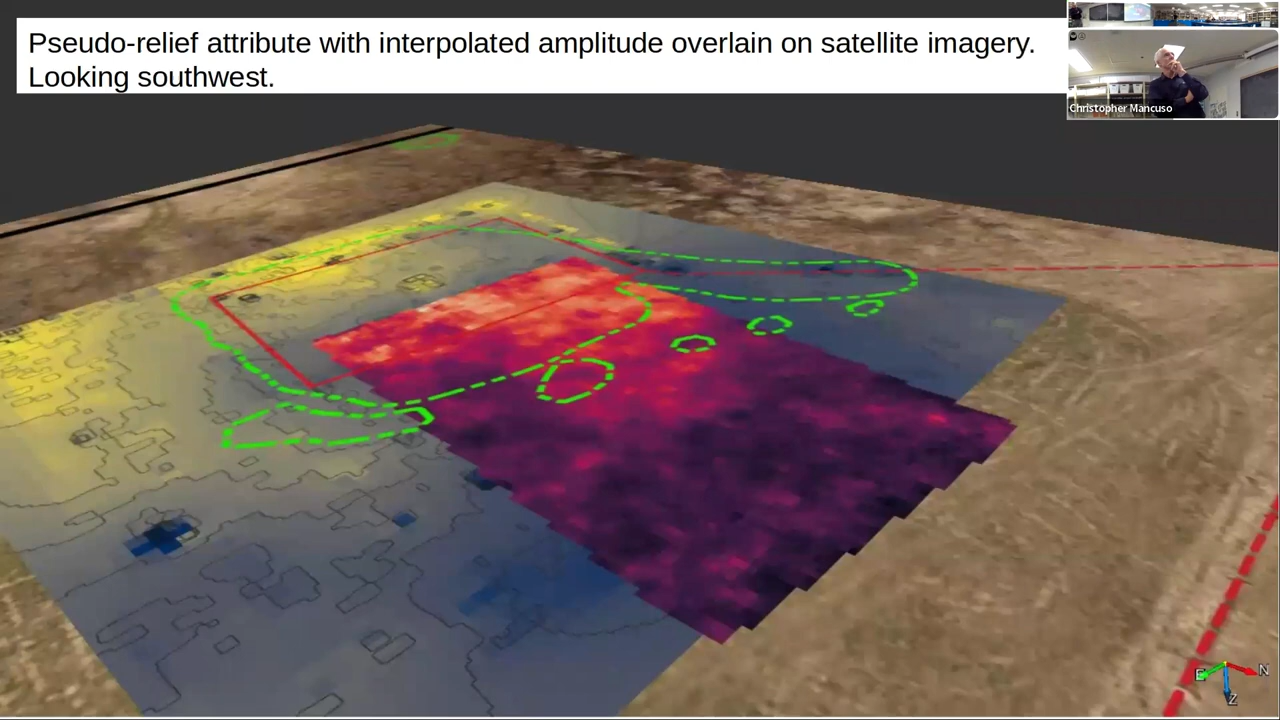 Pseudo-relief attribute with interpolated amplitude overlain on satellite imagery.
Looking southwest.
Christopher Mancuso
E
N
Z